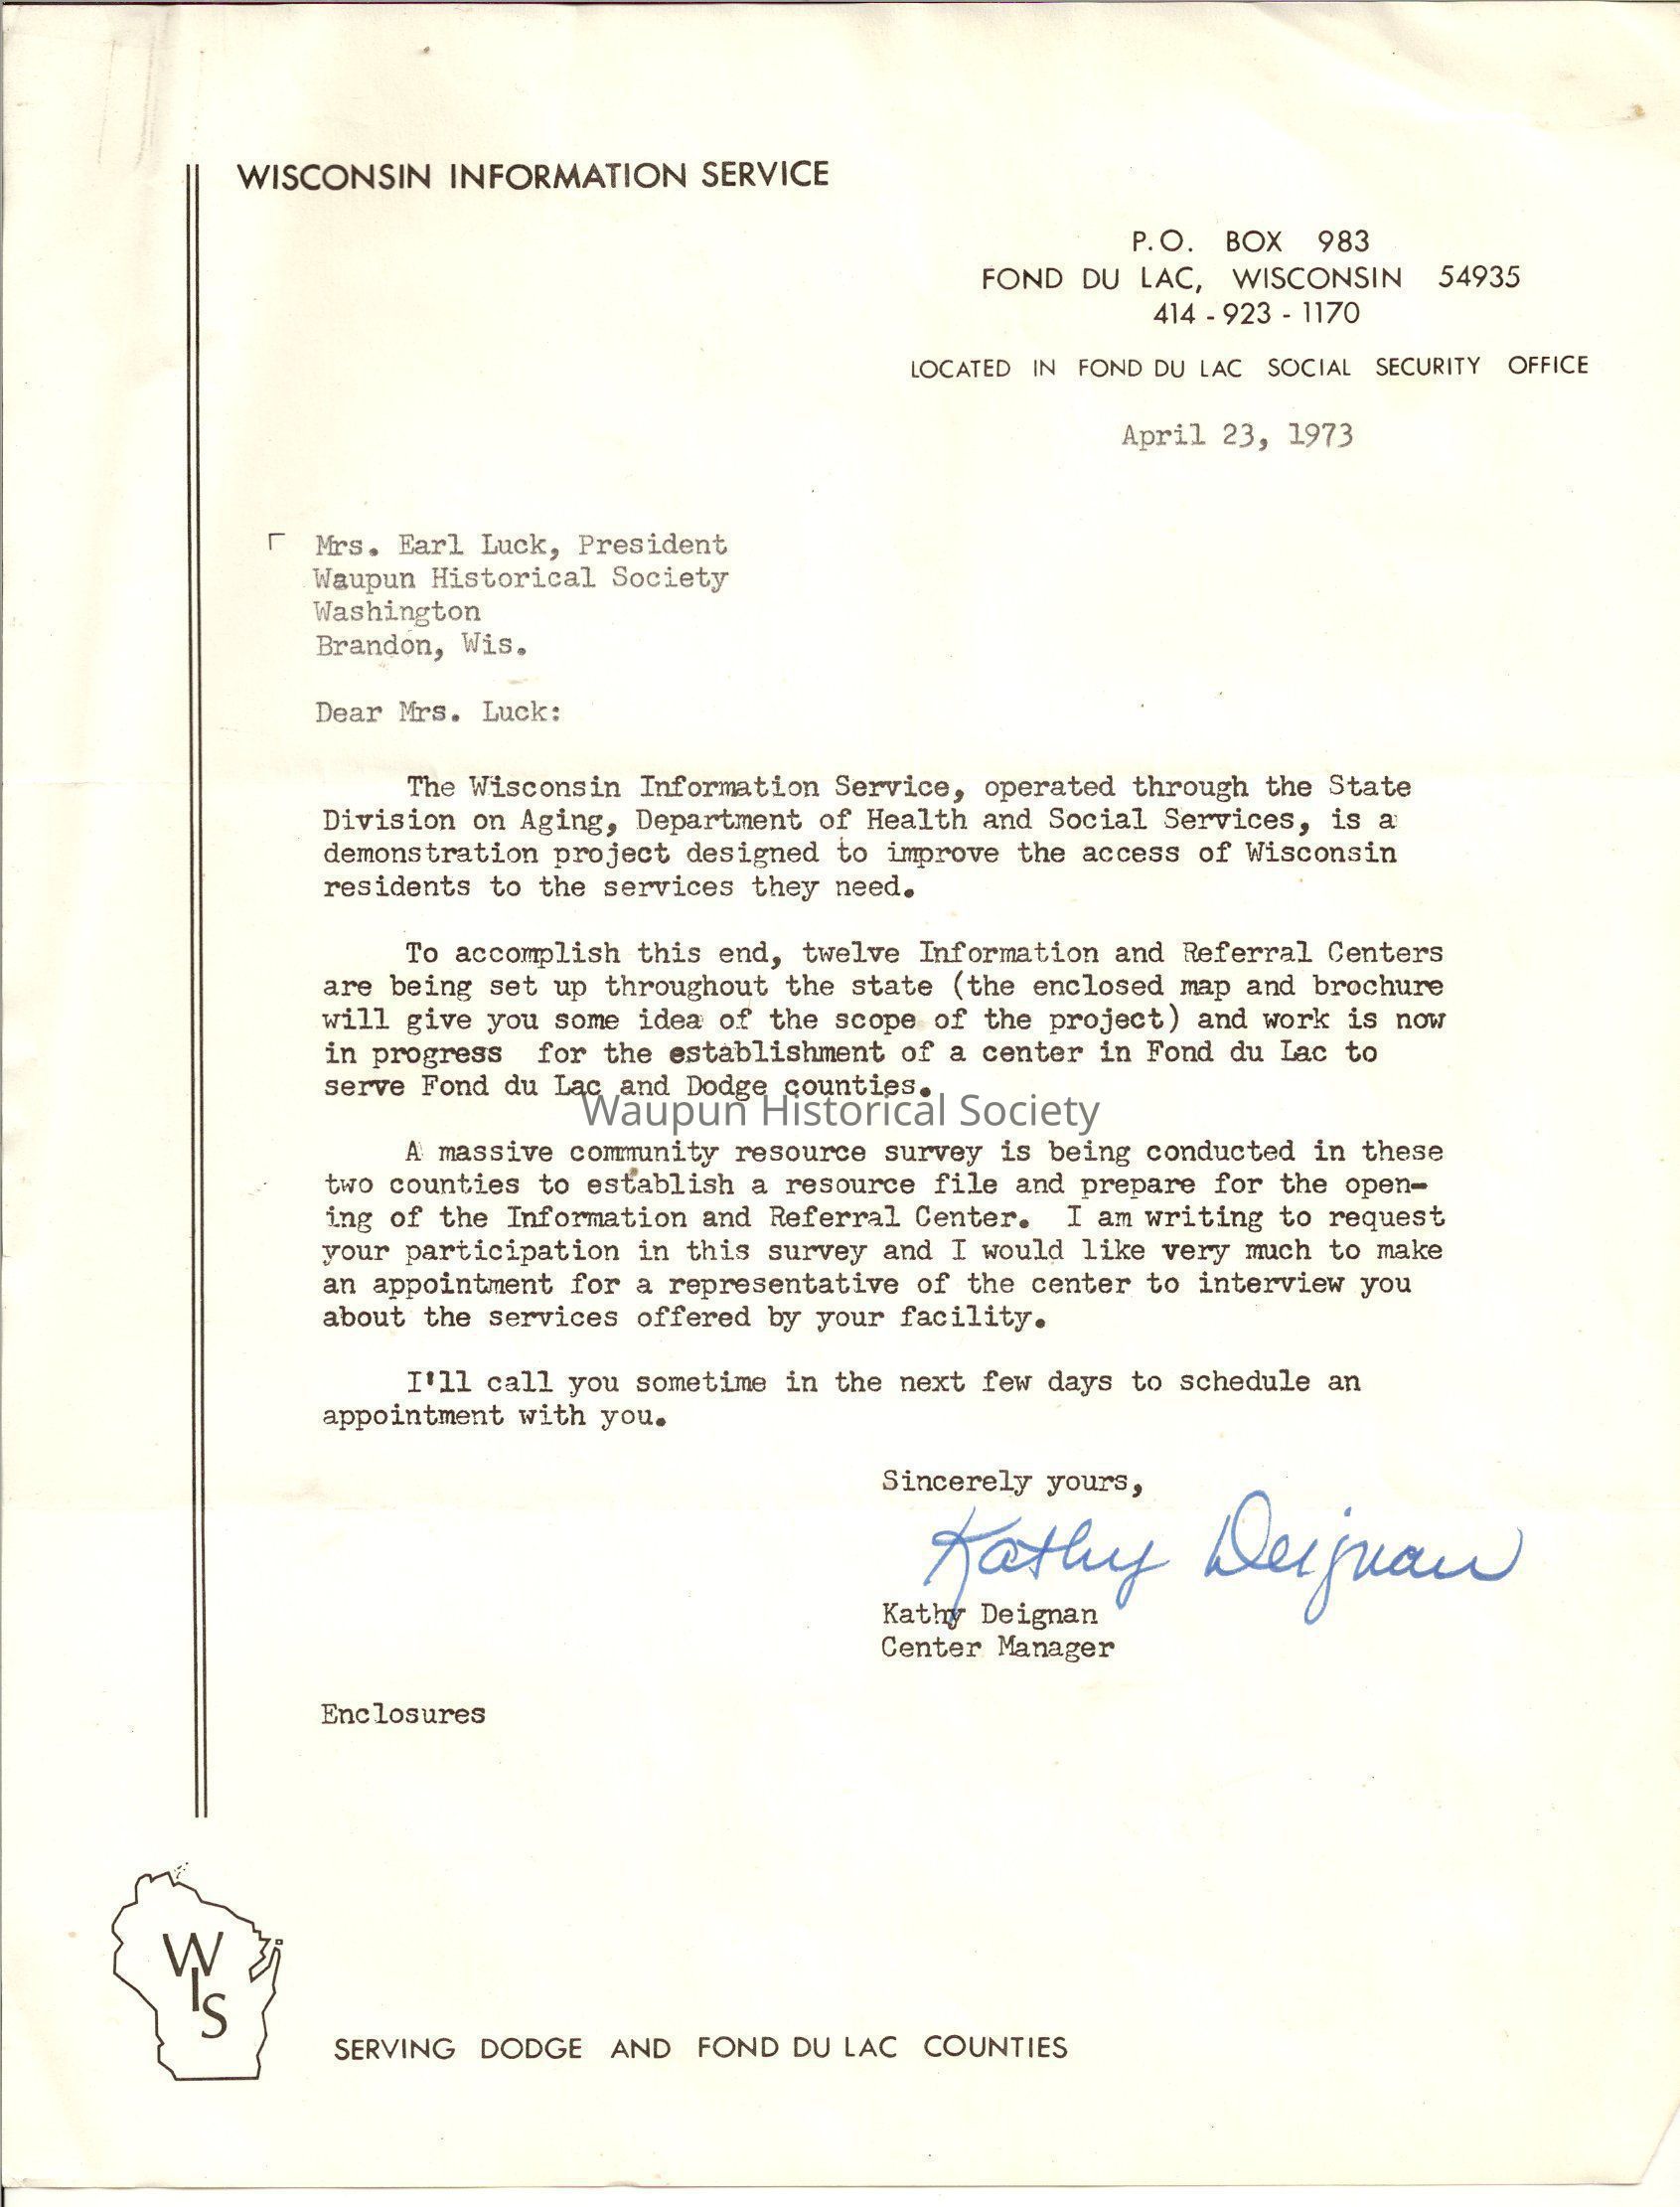 WISCONSIN INFORMATION SERVICE
P.O. BOX 983
FOND DU LAC, WISCONSIN 54935
414 - 923 - 1170
LOCATED IN FOND DU LAC SOCIAL SECURITY OFFICE
April 23, 1973
Mrs. Earl Luck, President
Waupun Historical Society
Washington
Brandon, Wis.
Dear Mrs. Luck:
The Wisconsin Information Service, operated through the State
Division on Aging, Department of Health and Social Services, is a
demonstration project designed to improve the access of Wisconsin
residents to the services they need.
To accomplish this end, twelve Information and Referral Centers
are being set up throughout the state (the enclosed map and brochure
will give you some idea of the scope of the project) and work is now
in progress for the establishment of a center in Fond du Lac to
serve Fond du Lac and Dodge counties.
Waupun Historical Society
A massive community resource survey is being conducted in these
two counties to establish a resource file and prepare for the open-
ing of the Information and Referral Center. I am writing to request
your participation in this survey and I would like very much to make
an appointment for a representative of the center to interview you
about the services offered by your facility.
I'll call you sometime in the next few days to schedule an
appointment with you.
Sincerely yours,
Kathy Deignan
Kathy Deignan
Center Manager
Enclosures
WIS
SERVING DODGE AND FOND DU LAC COUNTIES